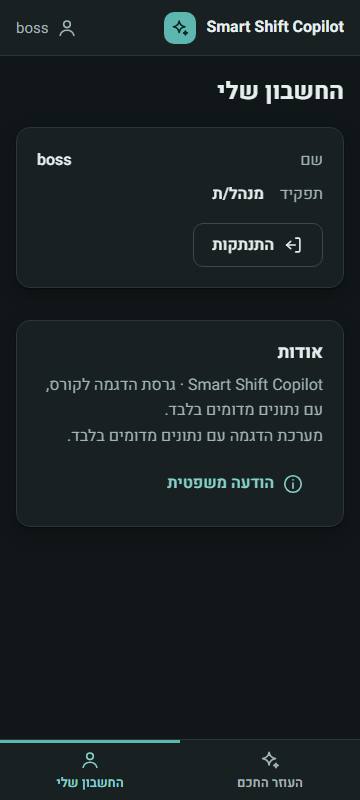 Smart Shift Copilot
boss
החשבון שלי
שם
boss
תפקיד
מנהל/ת
התנתקות
אודות
Smart Shift Copilot · גרסת הדגמה לקורס,
עם נתונים מדומים בלבד.
מערכת הדגמה עם נתונים מדומים בלבד.
הודעה משפטית
העוזר החכם
החשבון שלי